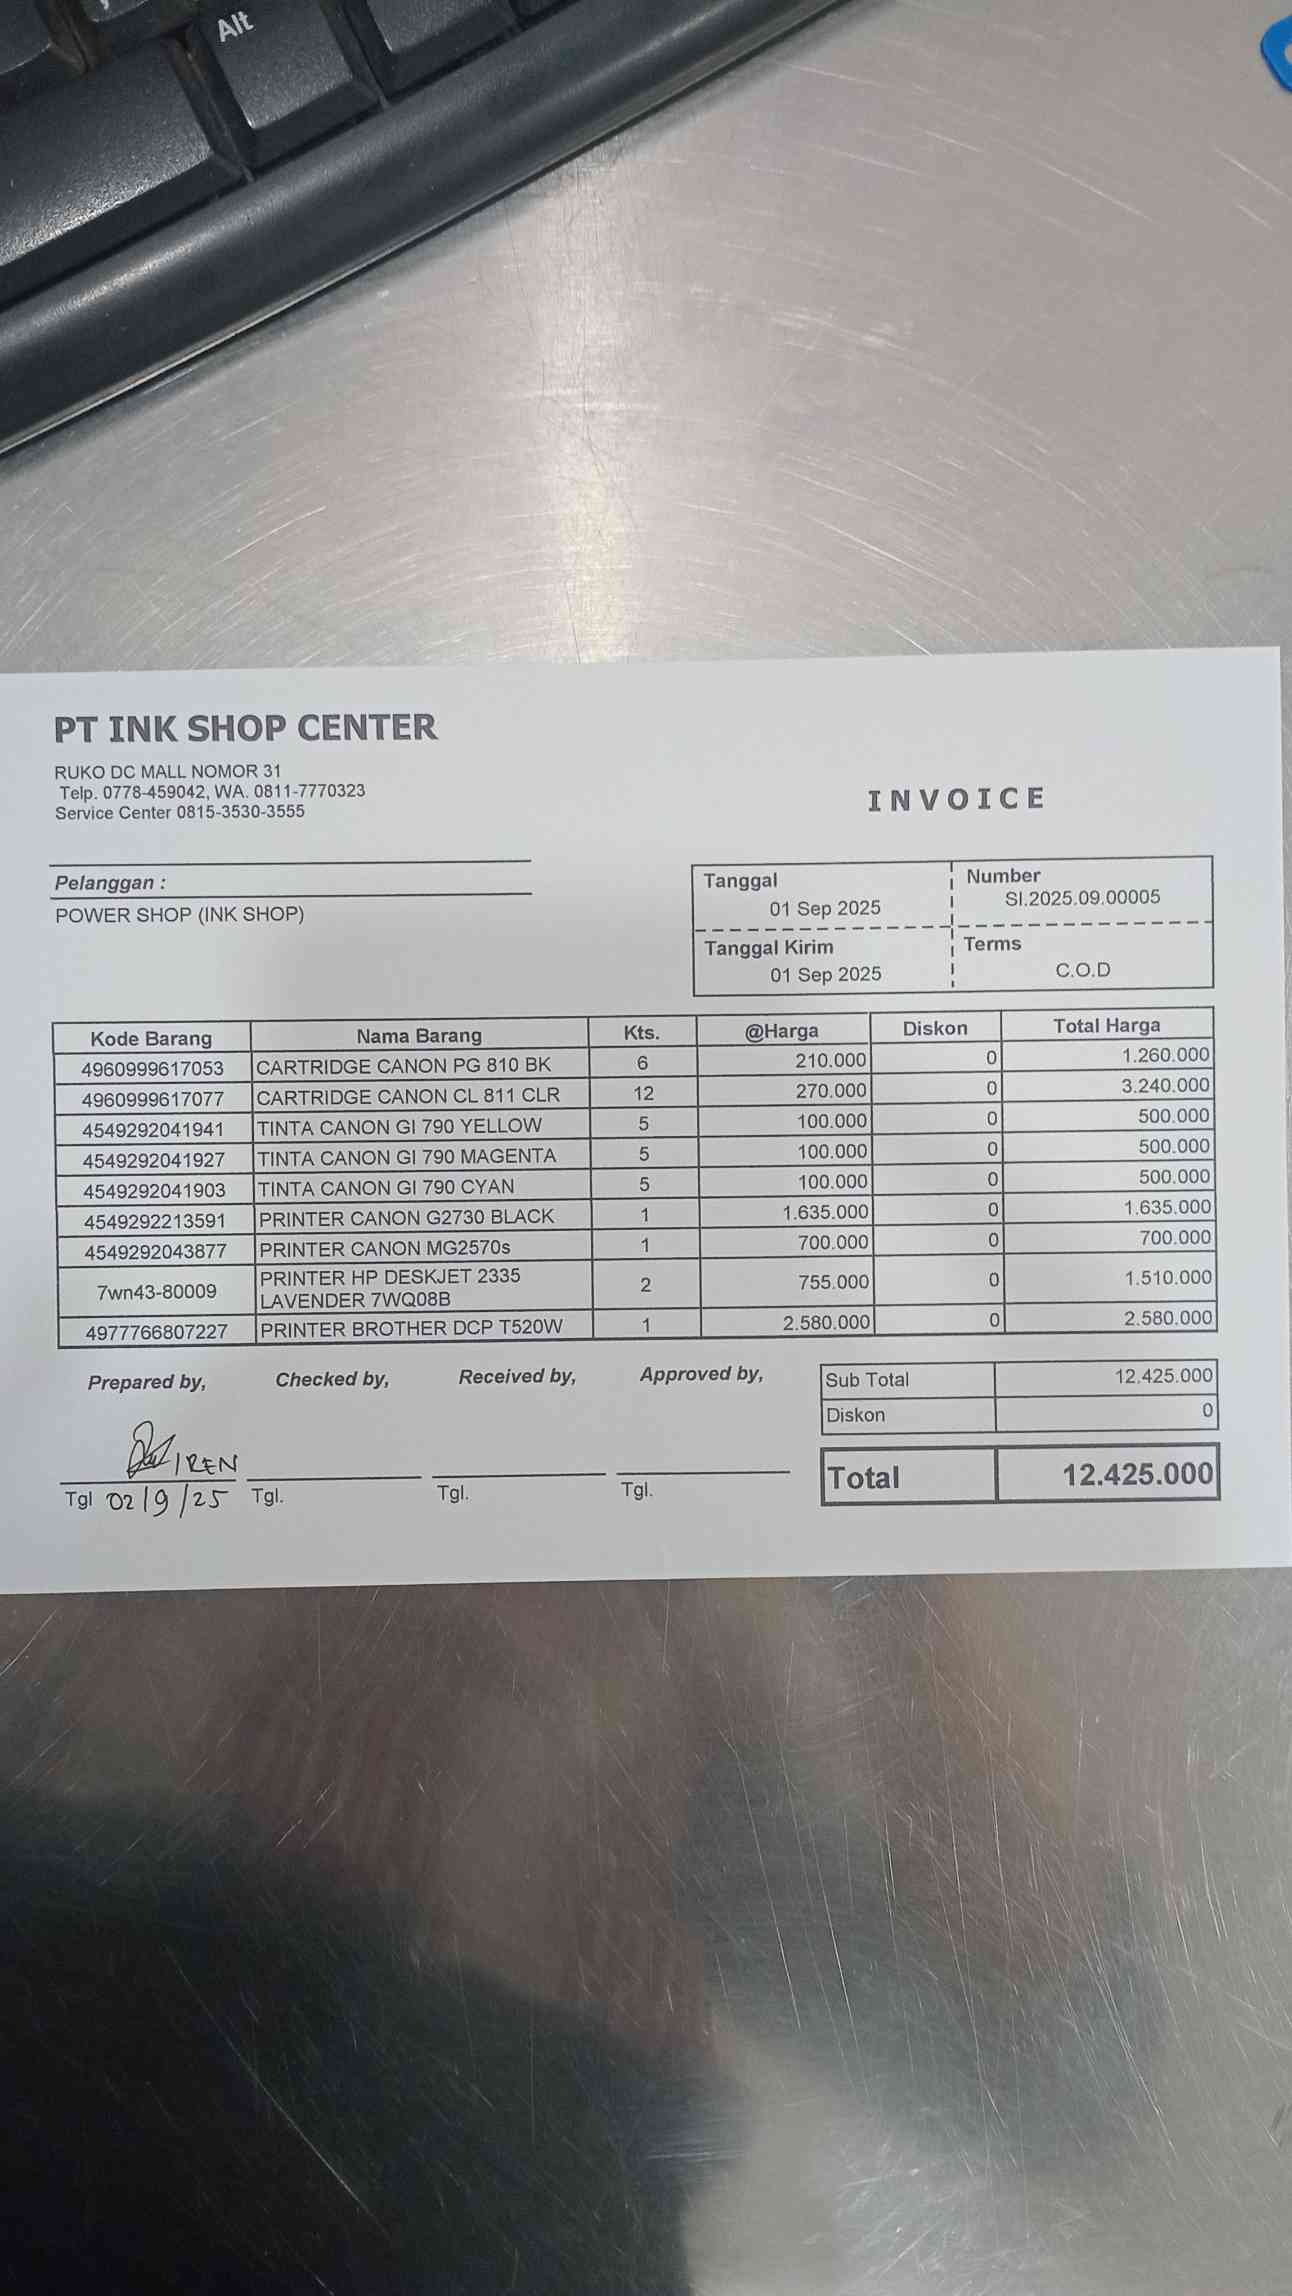 Alt
PT INK SHOP CENTER
RUKO DC MALL NOMOR 31
Telp. 0778-459042, WA. 0811-7770323
Service Center 0815-3530-3555
INVOICE
Pelanggan :
POWER SHOP (INK SHOP)
Tanggal
01 Sep 2025
Number
SI.2025.09.00005
Tanggal Kirim
01 Sep 2025
Terms
C.O.D
Kode Barang Nama Barang Kts. @Harga Diskon Total Harga
4960999617053 CARTRIDGE CANON PG 810 BK 6 210.000 0 1.260.000
4960999617077 CARTRIDGE CANON CL 811 CLR 12 270.000 0 3.240.000
4549292041941 TINTA CANON GI 790 YELLOW 5 100.000 0 500.000
4549292041927 TINTA CANON GI 790 MAGENTA 5 100.000 0 500.000
4549292041903 TINTA CANON GI 790 CYAN 5 100.000 0 500.000
4549292213591 PRINTER CANON G2730 BLACK 1 1.635.000 0 1.635.000
4549292043877 PRINTER CANON MG2570s 1 700.000 0 700.000
7wn43-80009 PRINTER HP DESKJET 2335 2 755.000 0 1.510.000
LAVENDER 7WQ08B
4977766807227 PRINTER BROTHER DCP T520W 1 2.580.000 0 2.580.000
Prepared by, Checked by, Received by, Approved by,
Sub Total 12.425.000
Diskon 0
Total 12.425.000
IREN
Tgl 02/9/25 Tgl. Tgl. Tgl.